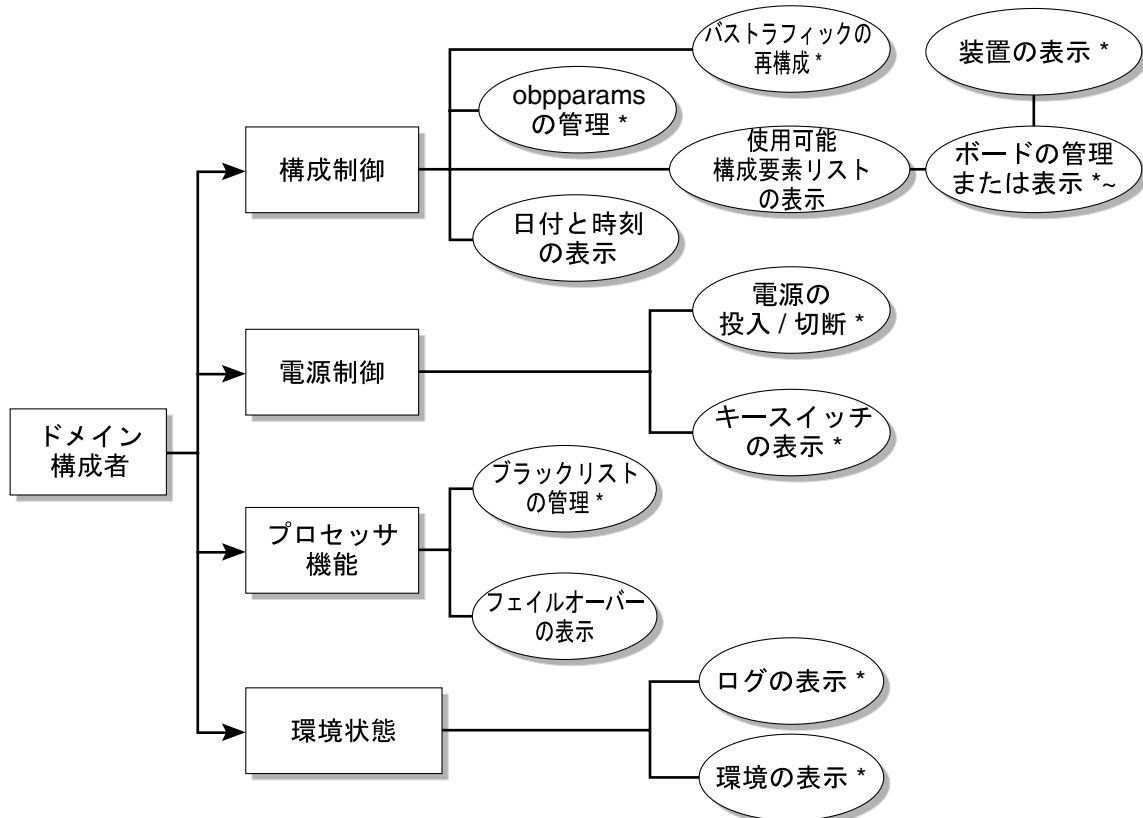 バストラフィックの
再構成 *
装置の表示 *
obpparams
の管理 *
構成制御
使用可能
構成要素リスト
の表示
ボードの管理
または表示 *~
日付と時刻
の表示
電源の
投入 / 切断 *
電源制御
キースイッチ
の表示 *
ドメイン
構成者
ブラックリスト
の管理 *
プロセッサ
機能
フェイルオーバー
の表示
ログの表示 *
環境状態
環境の表示 *